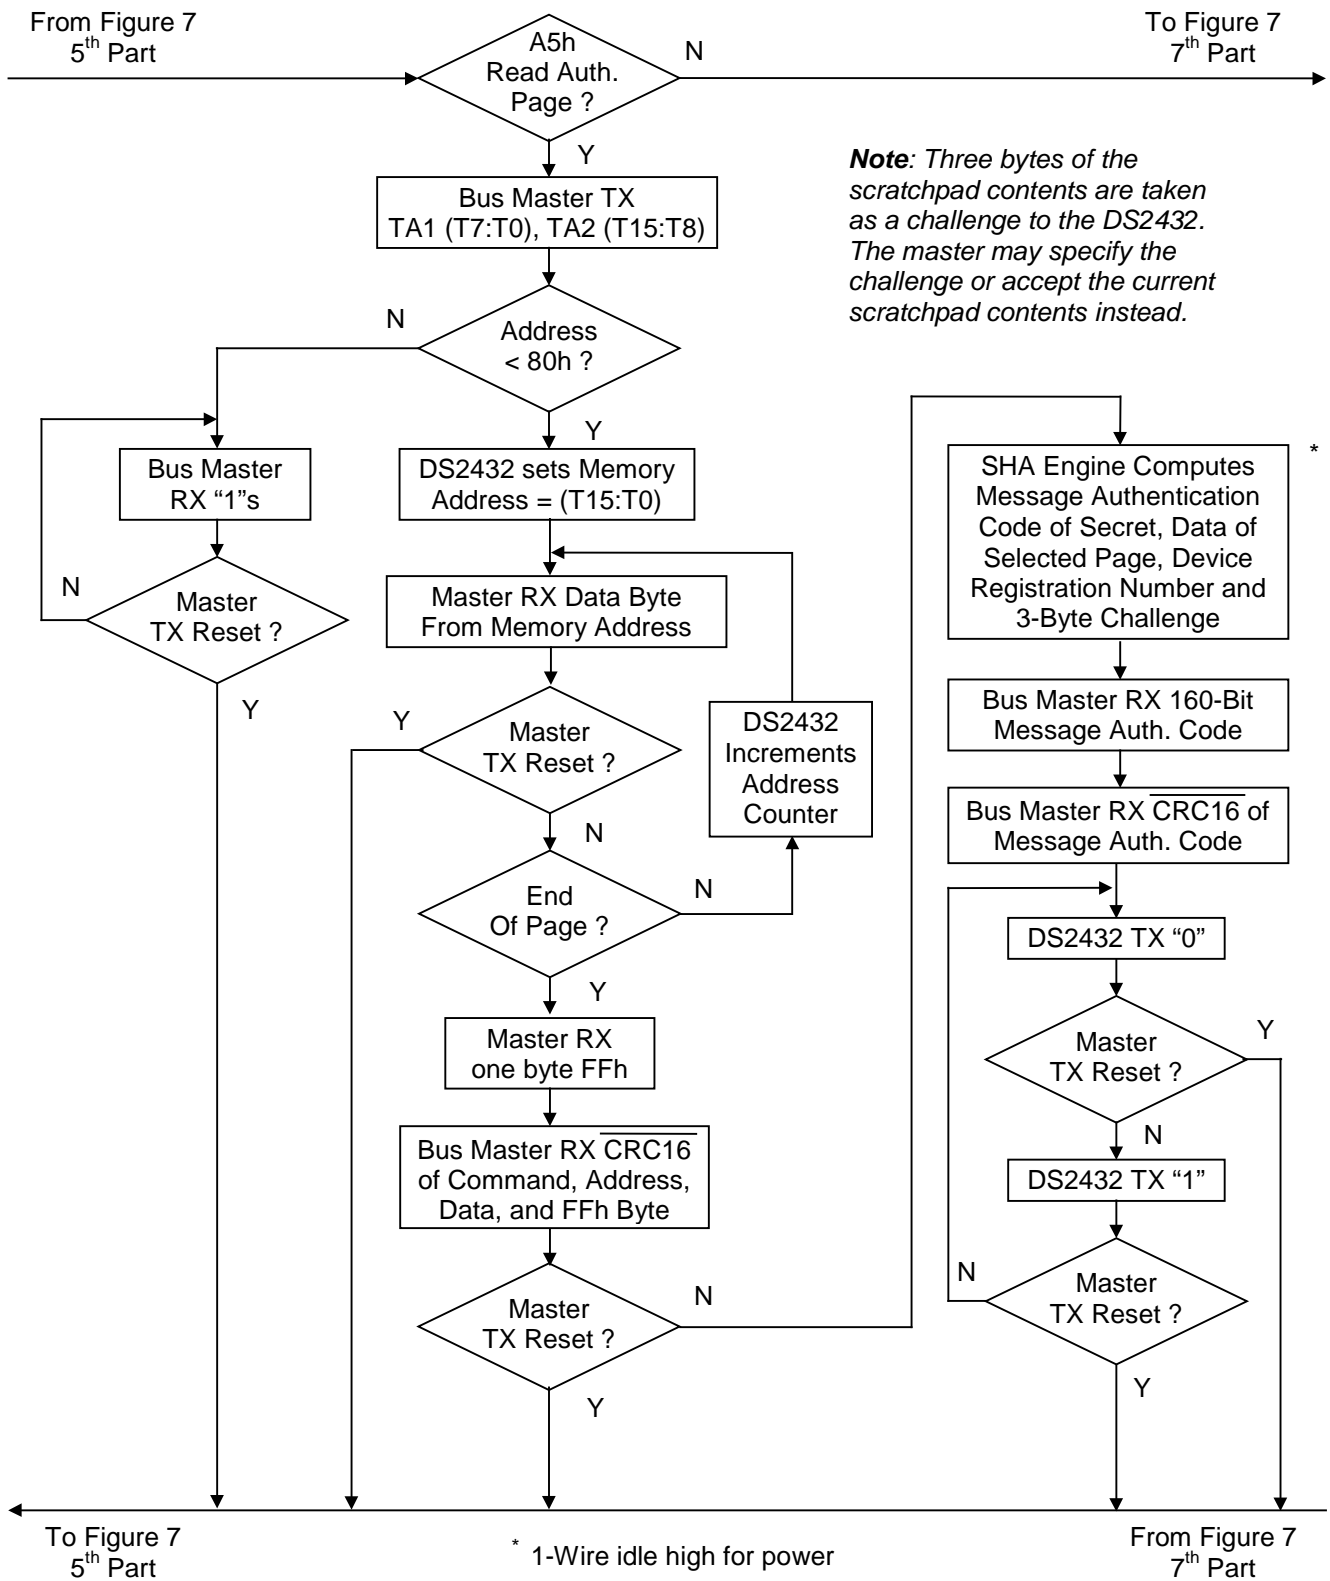 From Figure 7
5th Part
A5h
Read Auth.
Page ?
N
To Figure 7
7th Part
Y
Bus Master TX
TA1 (T7:T0), TA2 (T15:T8)
Note: Three bytes of the
scratchpad contents are taken
as a challenge to the DS2432.
The master may specify the
challenge or accept the current
scratchpad contents instead.
N
Address
< 80h ?
Y
Bus Master
RX “1”s
N
Master
TX Reset ?
Y
DS2432 sets Memory
Address = (T15:T0)
Master RX Data Byte
From Memory Address
Y
Master
TX Reset ?
N
DS2432
Increments
Address
Counter
End
Of Page ?
N
Y
Master RX
one byte FFh
Bus Master RX CRC16
of Command, Address,
Data, and FFh Byte
Master
TX Reset ?
N
Y
SHA Engine Computes
Message Authentication
Code of Secret, Data of
Selected Page, Device
Registration Number and
3-Byte Challenge
*
Bus Master RX 160-Bit
Message Auth. Code
Bus Master RX CRC16 of
Message Auth. Code
DS2432 TX “0”
Master
TX Reset ?
Y
N
DS2432 TX “1”
N
Master
TX Reset ?
Y
To Figure 7
5th Part
* 1-Wire idle high for power
From Figure 7
7th Part